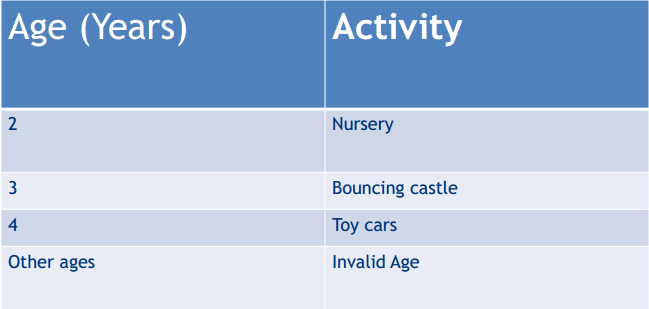 Age (Years) Activity
2 Nursery
3 Bouncing castle
4 Toy cars
Other ages Invalid Age